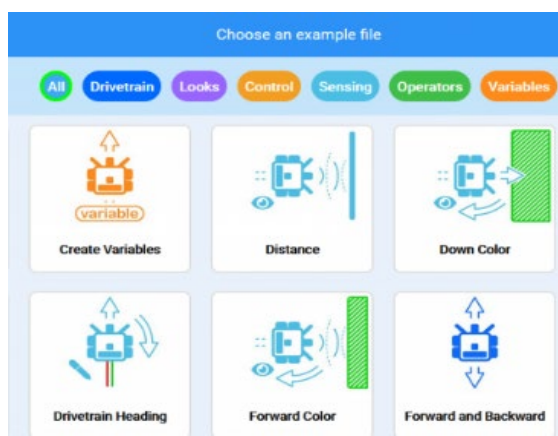 Choose an example file
All Drivetrain Looks Control Sensing Operators Variables
variable
Create Variables Distance Down Color
Drivetrain Heading Forward Color Forward and Backward